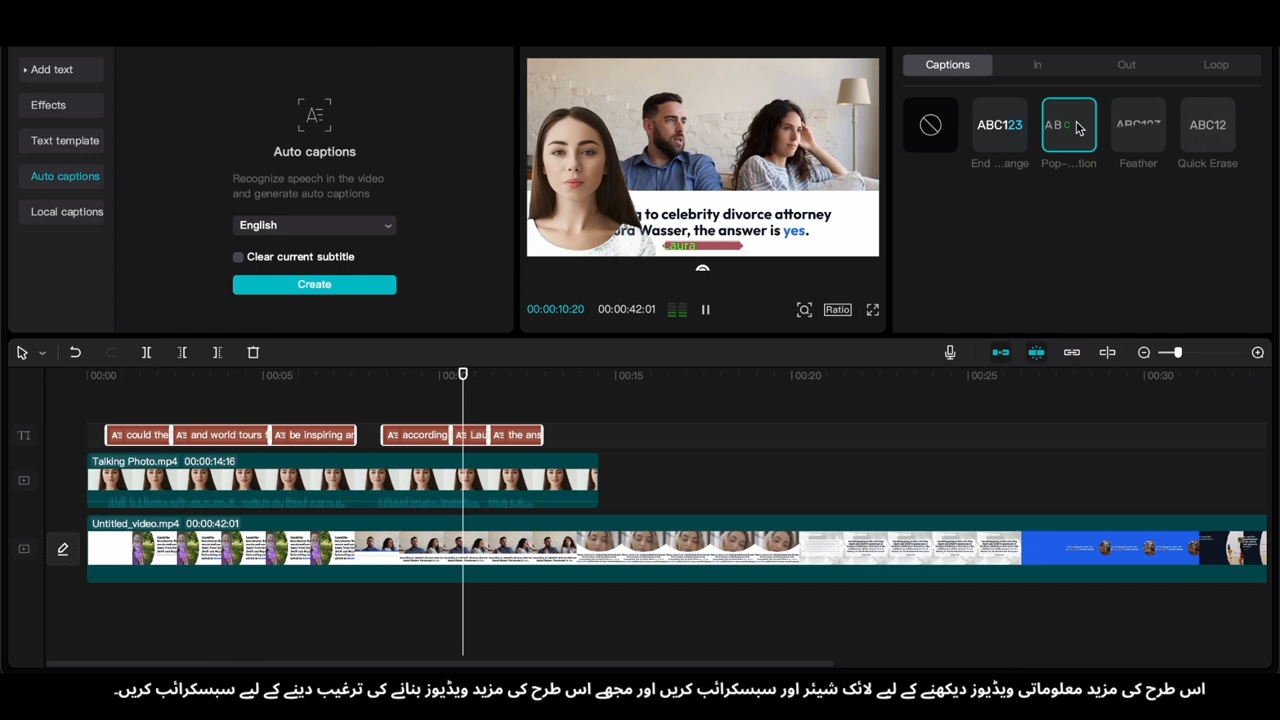 Add text
Effects
Text template
Auto captions
Local captions
Auto captions
Recognize speech in the video
and generate auto captions
English
Clear current subtitle
Create
to celebrity divorce attorney
Wasser, the answer is yes.
aura
00:00:10:20 00:00:42:01
Ratio
Captions In Out Loop
ABC123 ABC ABC123 ABC12
End ...ange Pop-...tion Feather Quick Erase
00:00 00:05 00:15 00:20 00:25 00:30
could the and world tours be inspiring an according Lau the ans
Talking Photo.mp4 00:00:14:16
Untitled_video.mp4 00:00:42:01
اس طرح کی مزید معلوماتی ویڈیوز دیکھنے کے لیے لائک شیئر اور سبسکرائب کریں اور مجھے اس طرح کی مزید ویڈیوز بنانے کی ترغیب دینے کے لیے سبسکرائب کریں۔